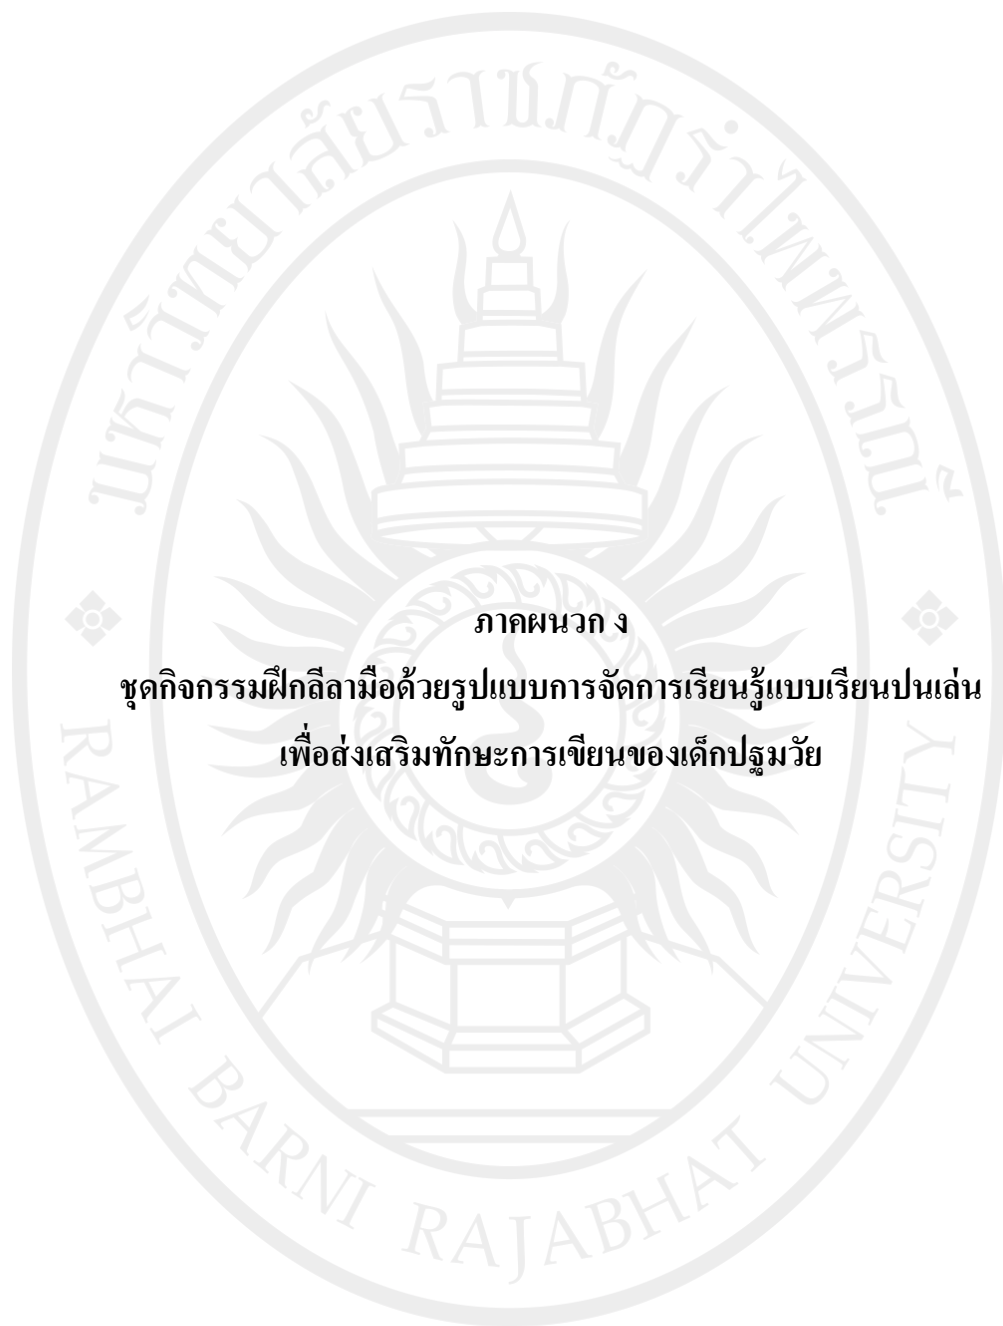 มหาวิทยาลัยราชภัฏรำไพพรรณี
ภาคผนวก ง
ชุดกิจกรรมฝึกลีลามือด้วยรูปแบบการจัดการเรียนรู้แบบเรียนปนเล่น
เพื่อส่งเสริมทักษะการเขียนของเด็กปฐมวัย
RAMBHAI BARNI RAJABHAT UNIVERSITY